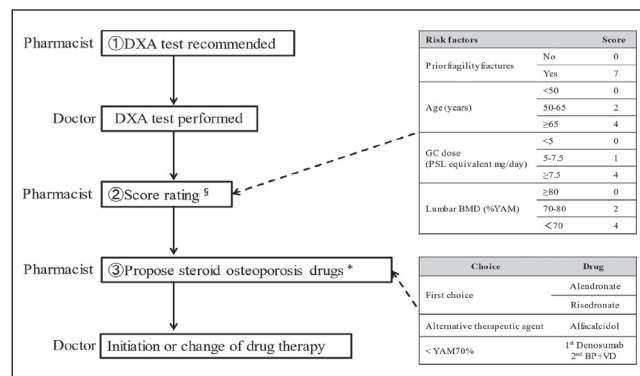 Pharmacist ①DXA test recommended
Doctor DXA test performed
Pharmacist ②Score rating §
Pharmacist ③Propose steroid osteoporosis drugs *
Doctor Initiation or change of drug therapy
Risk factors Score
Prior fragility fractures No 0
Yes 7
Age (years) <50 0
50-65 2
≥65 4
GC dose
(PSL equivalent mg/day) <5 0
5-7.5 1
≥7.5 4
Lumbar BMD (%YAM) ≥80 0
70-80 2
<70 4
Choice Drug
First choice Alendronate
Risedronate
Alternative therapeutic agent Alfacalcidol
< YAM70% 1st Denosumab
2nd BP+VD